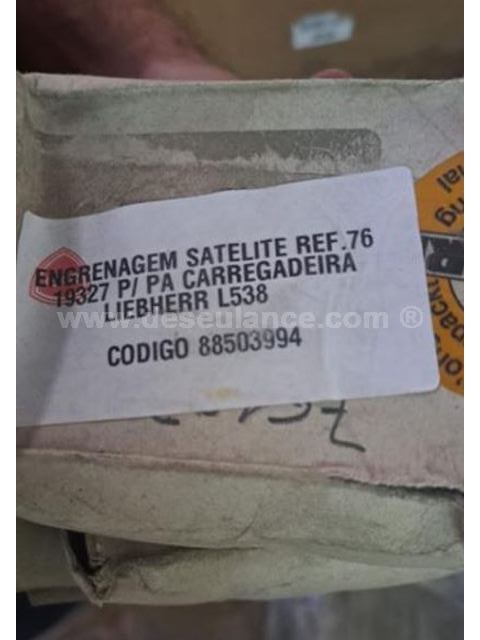 ENGRENAGEM SATELITE REF.76
19327 P/ PA CARREGADEIRA
LIEBHERR L538
www.deseulance.com ®
CODIGO 88503994